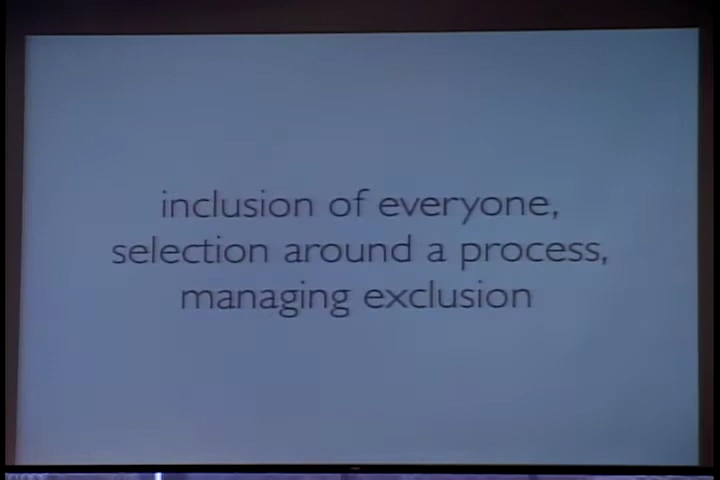 inclusion of everyone,
selection around a process,
managing exclusion